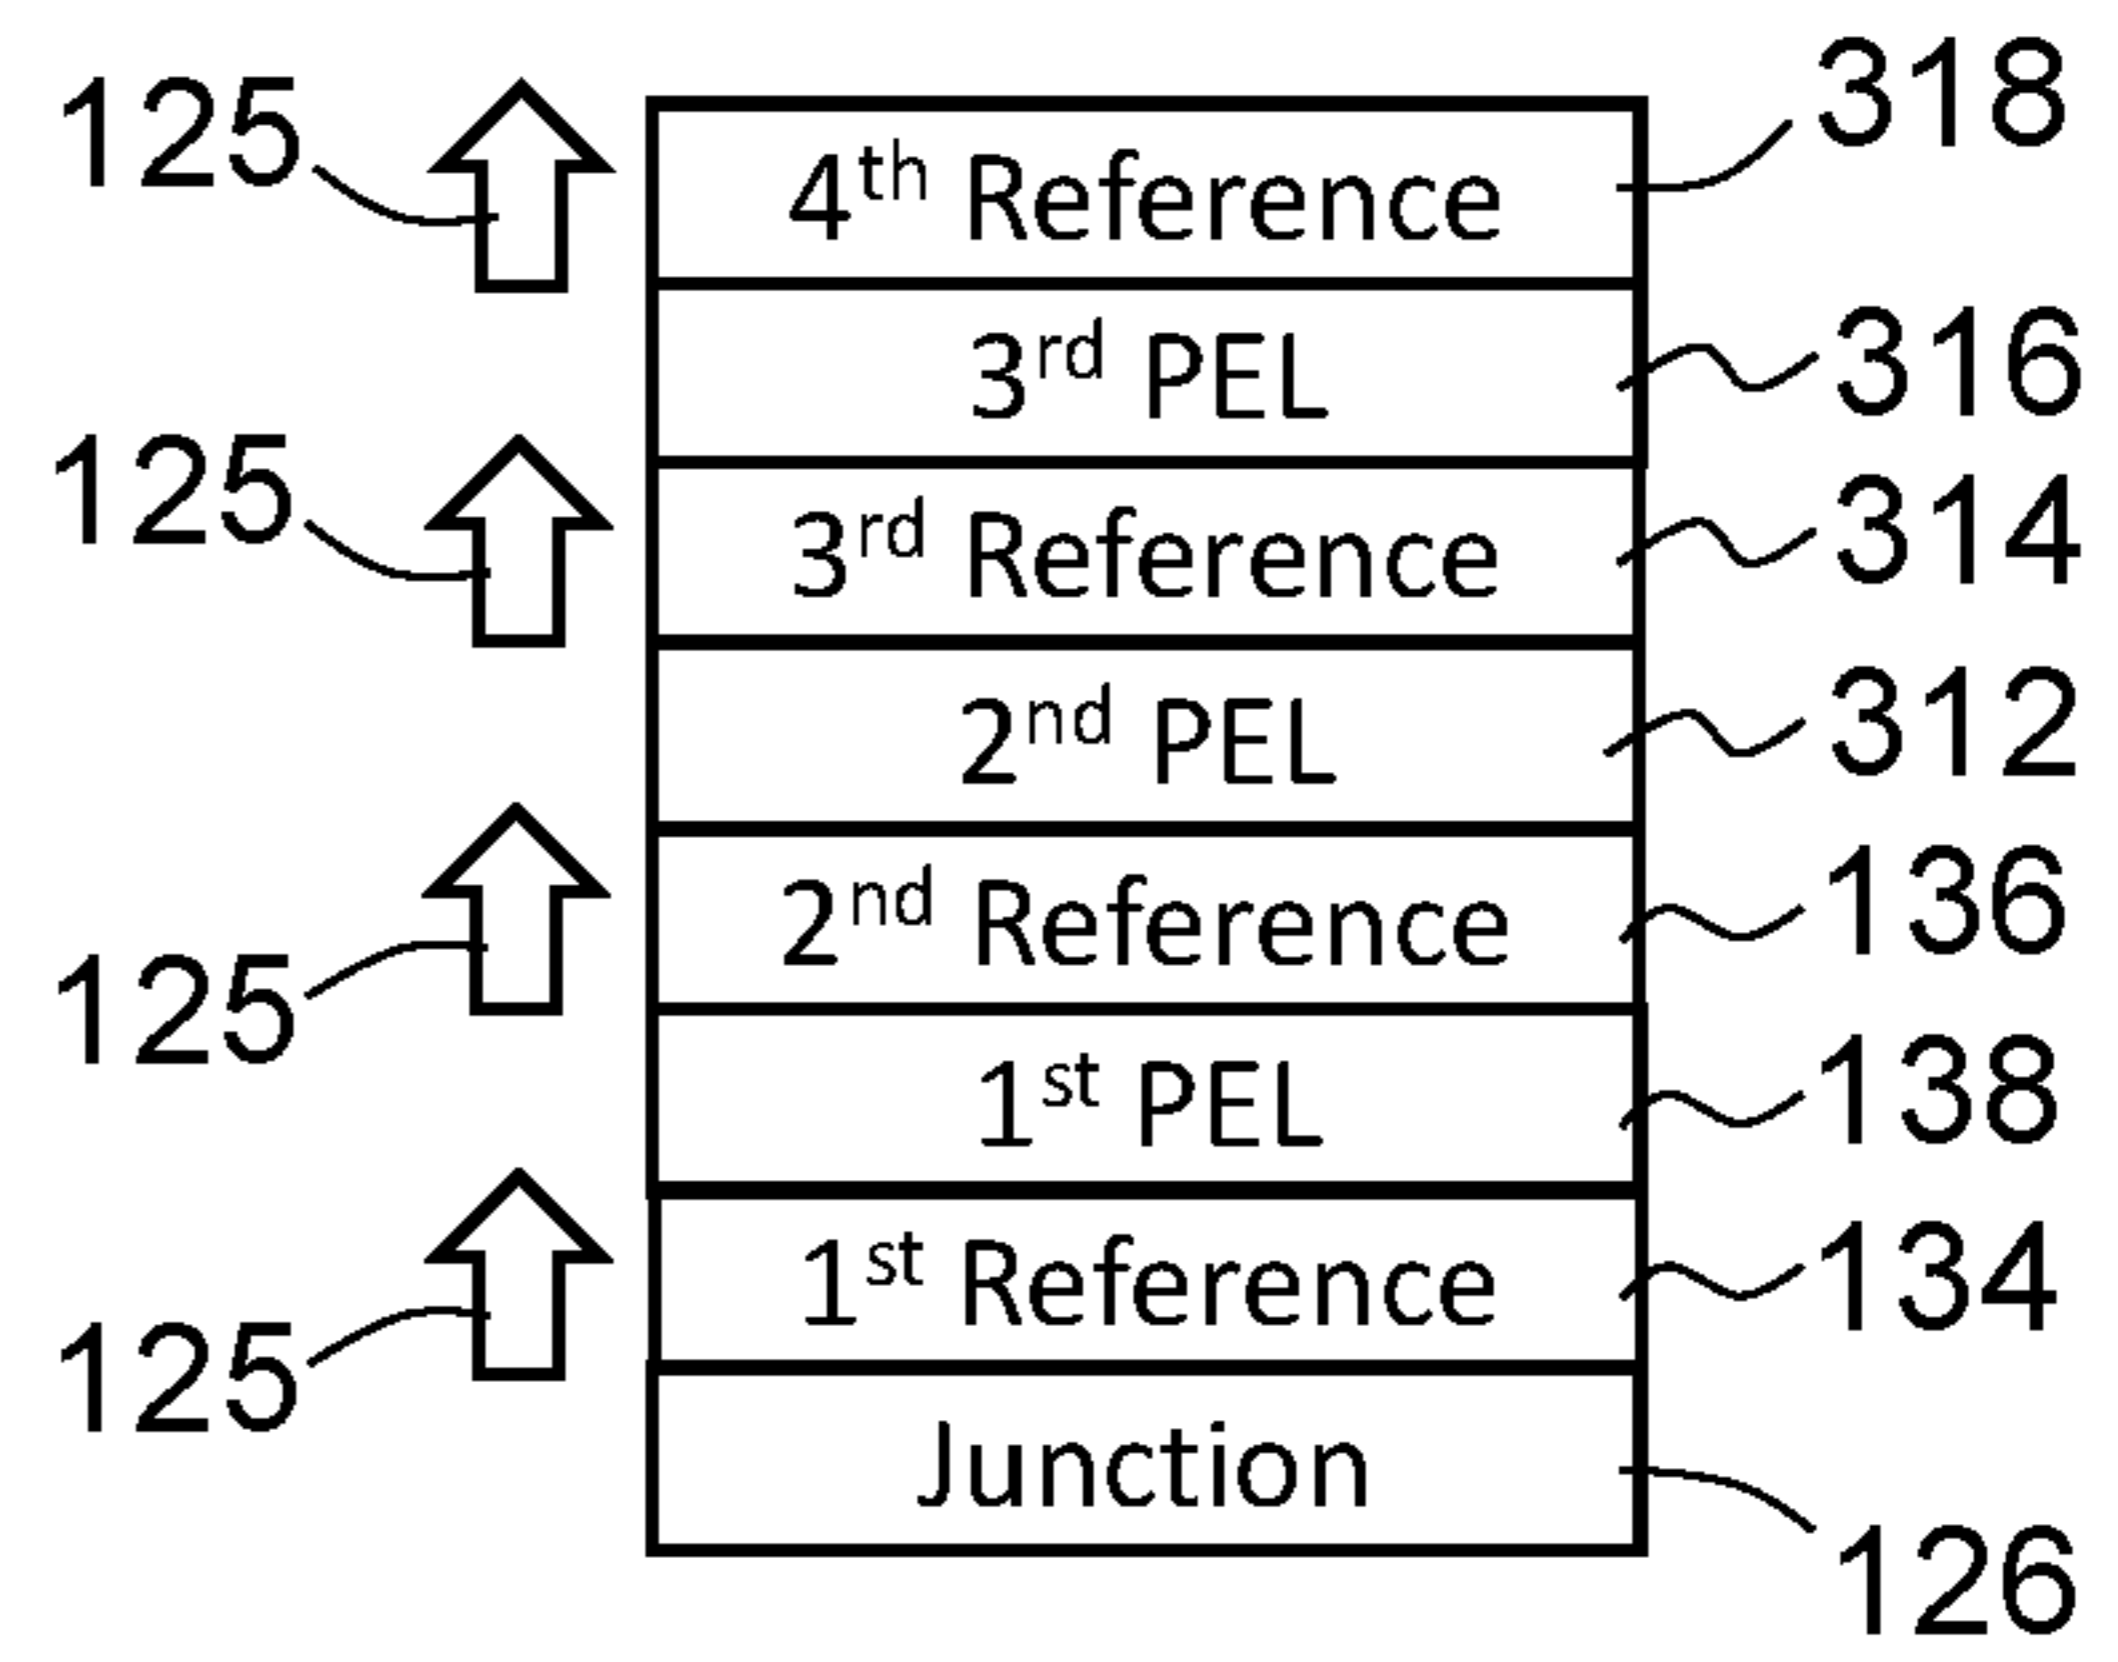 125 4th Reference 318
3rd PEL 316
125 3rd Reference 314
2nd PEL 312
125 2nd Reference 136
1st PEL 138
125 1st Reference 134
Junction 126